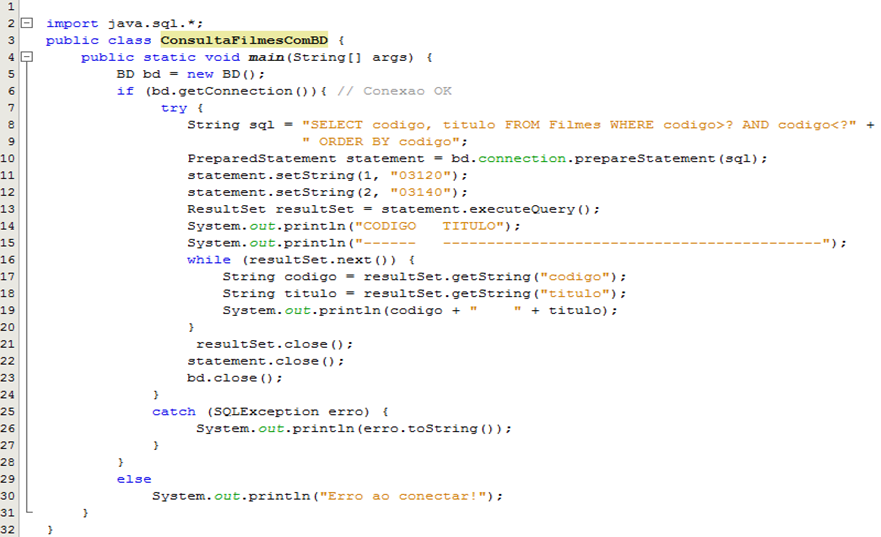 1
2 import java.sql.*;
3 public class ConsultaFilmesComBD {
4     public static void main(String[] args) {
5         BD bd = new BD();
6         if (bd.getConnection()){ // Conexao OK
7              try {
8                 String sql = "SELECT codigo, titulo FROM Filmes WHERE codigo>? AND codigo<?" +
9                              " ORDER BY codigo";
10                 PreparedStatement statement = bd.connection.prepareStatement(sql);
11                 statement.setString(1, "03120");
12                 statement.setString(2, "03140");
13                 ResultSet resultSet = statement.executeQuery();
14                 System.out.println("CODIGO   TITULO");
15                 System.out.println("------   -------------------------------------------");
16                 while (resultSet.next()) {
17                     String codigo = resultSet.getString("codigo");
18                     String titulo = resultSet.getString("titulo");
19                     System.out.println(codigo + "    " + titulo);
20                 }
21                  resultSet.close();
22                 statement.close();
23                 bd.close();
24             }
25             catch (SQLException erro) {
26                  System.out.println(erro.toString());
27             }
28         }
29         else
30             System.out.println("Erro ao conectar!");
31     }
32 }